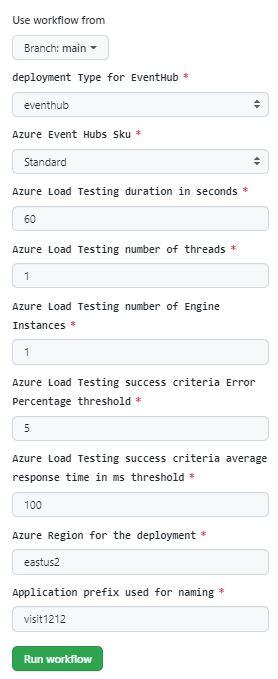 Use workflow from
Branch: main
deployment Type for EventHub *
eventhub
Azure Event Hubs Sku *
Standard
Azure Load Testing duration in seconds *
60
Azure Load Testing number of threads *
1
Azure Load Testing number of Engine
Instances *
1
Azure Load Testing success criteria Error
Percentage threshold *
5
Azure Load Testing success criteria average
response time in ms threshold *
100
Azure Region for the deployment *
eastus2
Application prefix used for naming *
visit1212
Run workflow